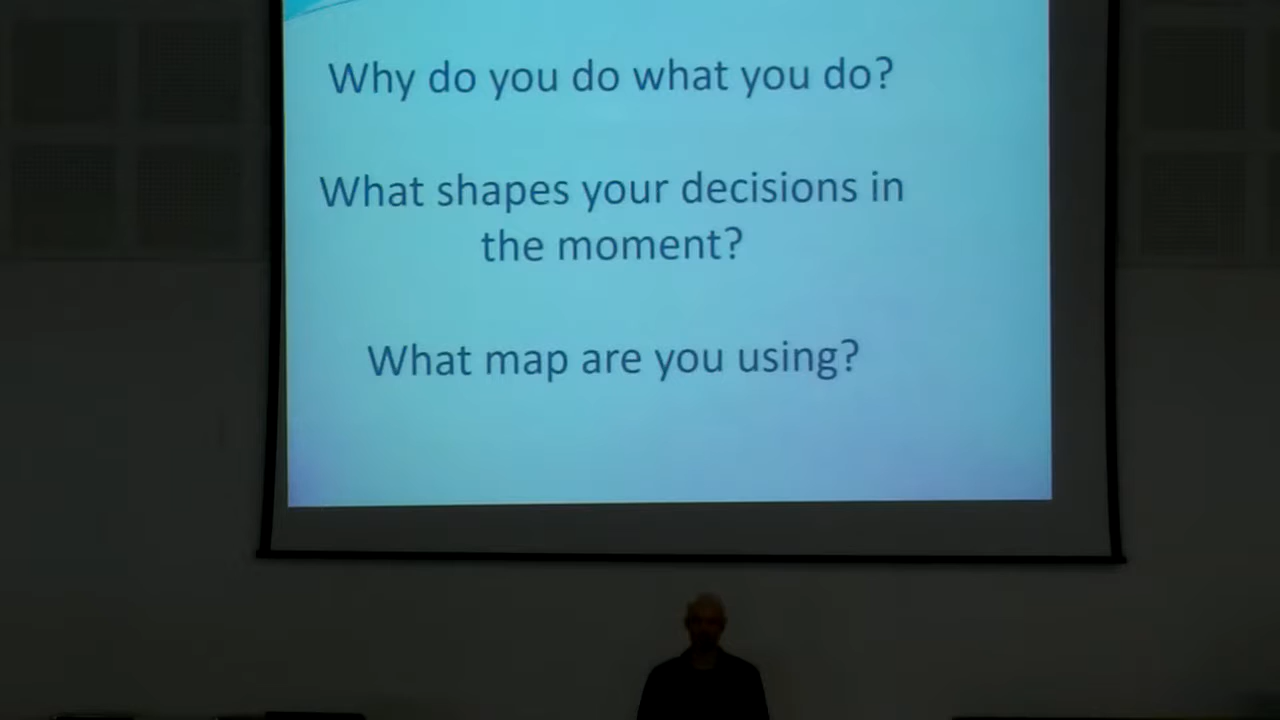 Why do you do what you do?
What shapes your decisions in
the moment?
What map are you using?